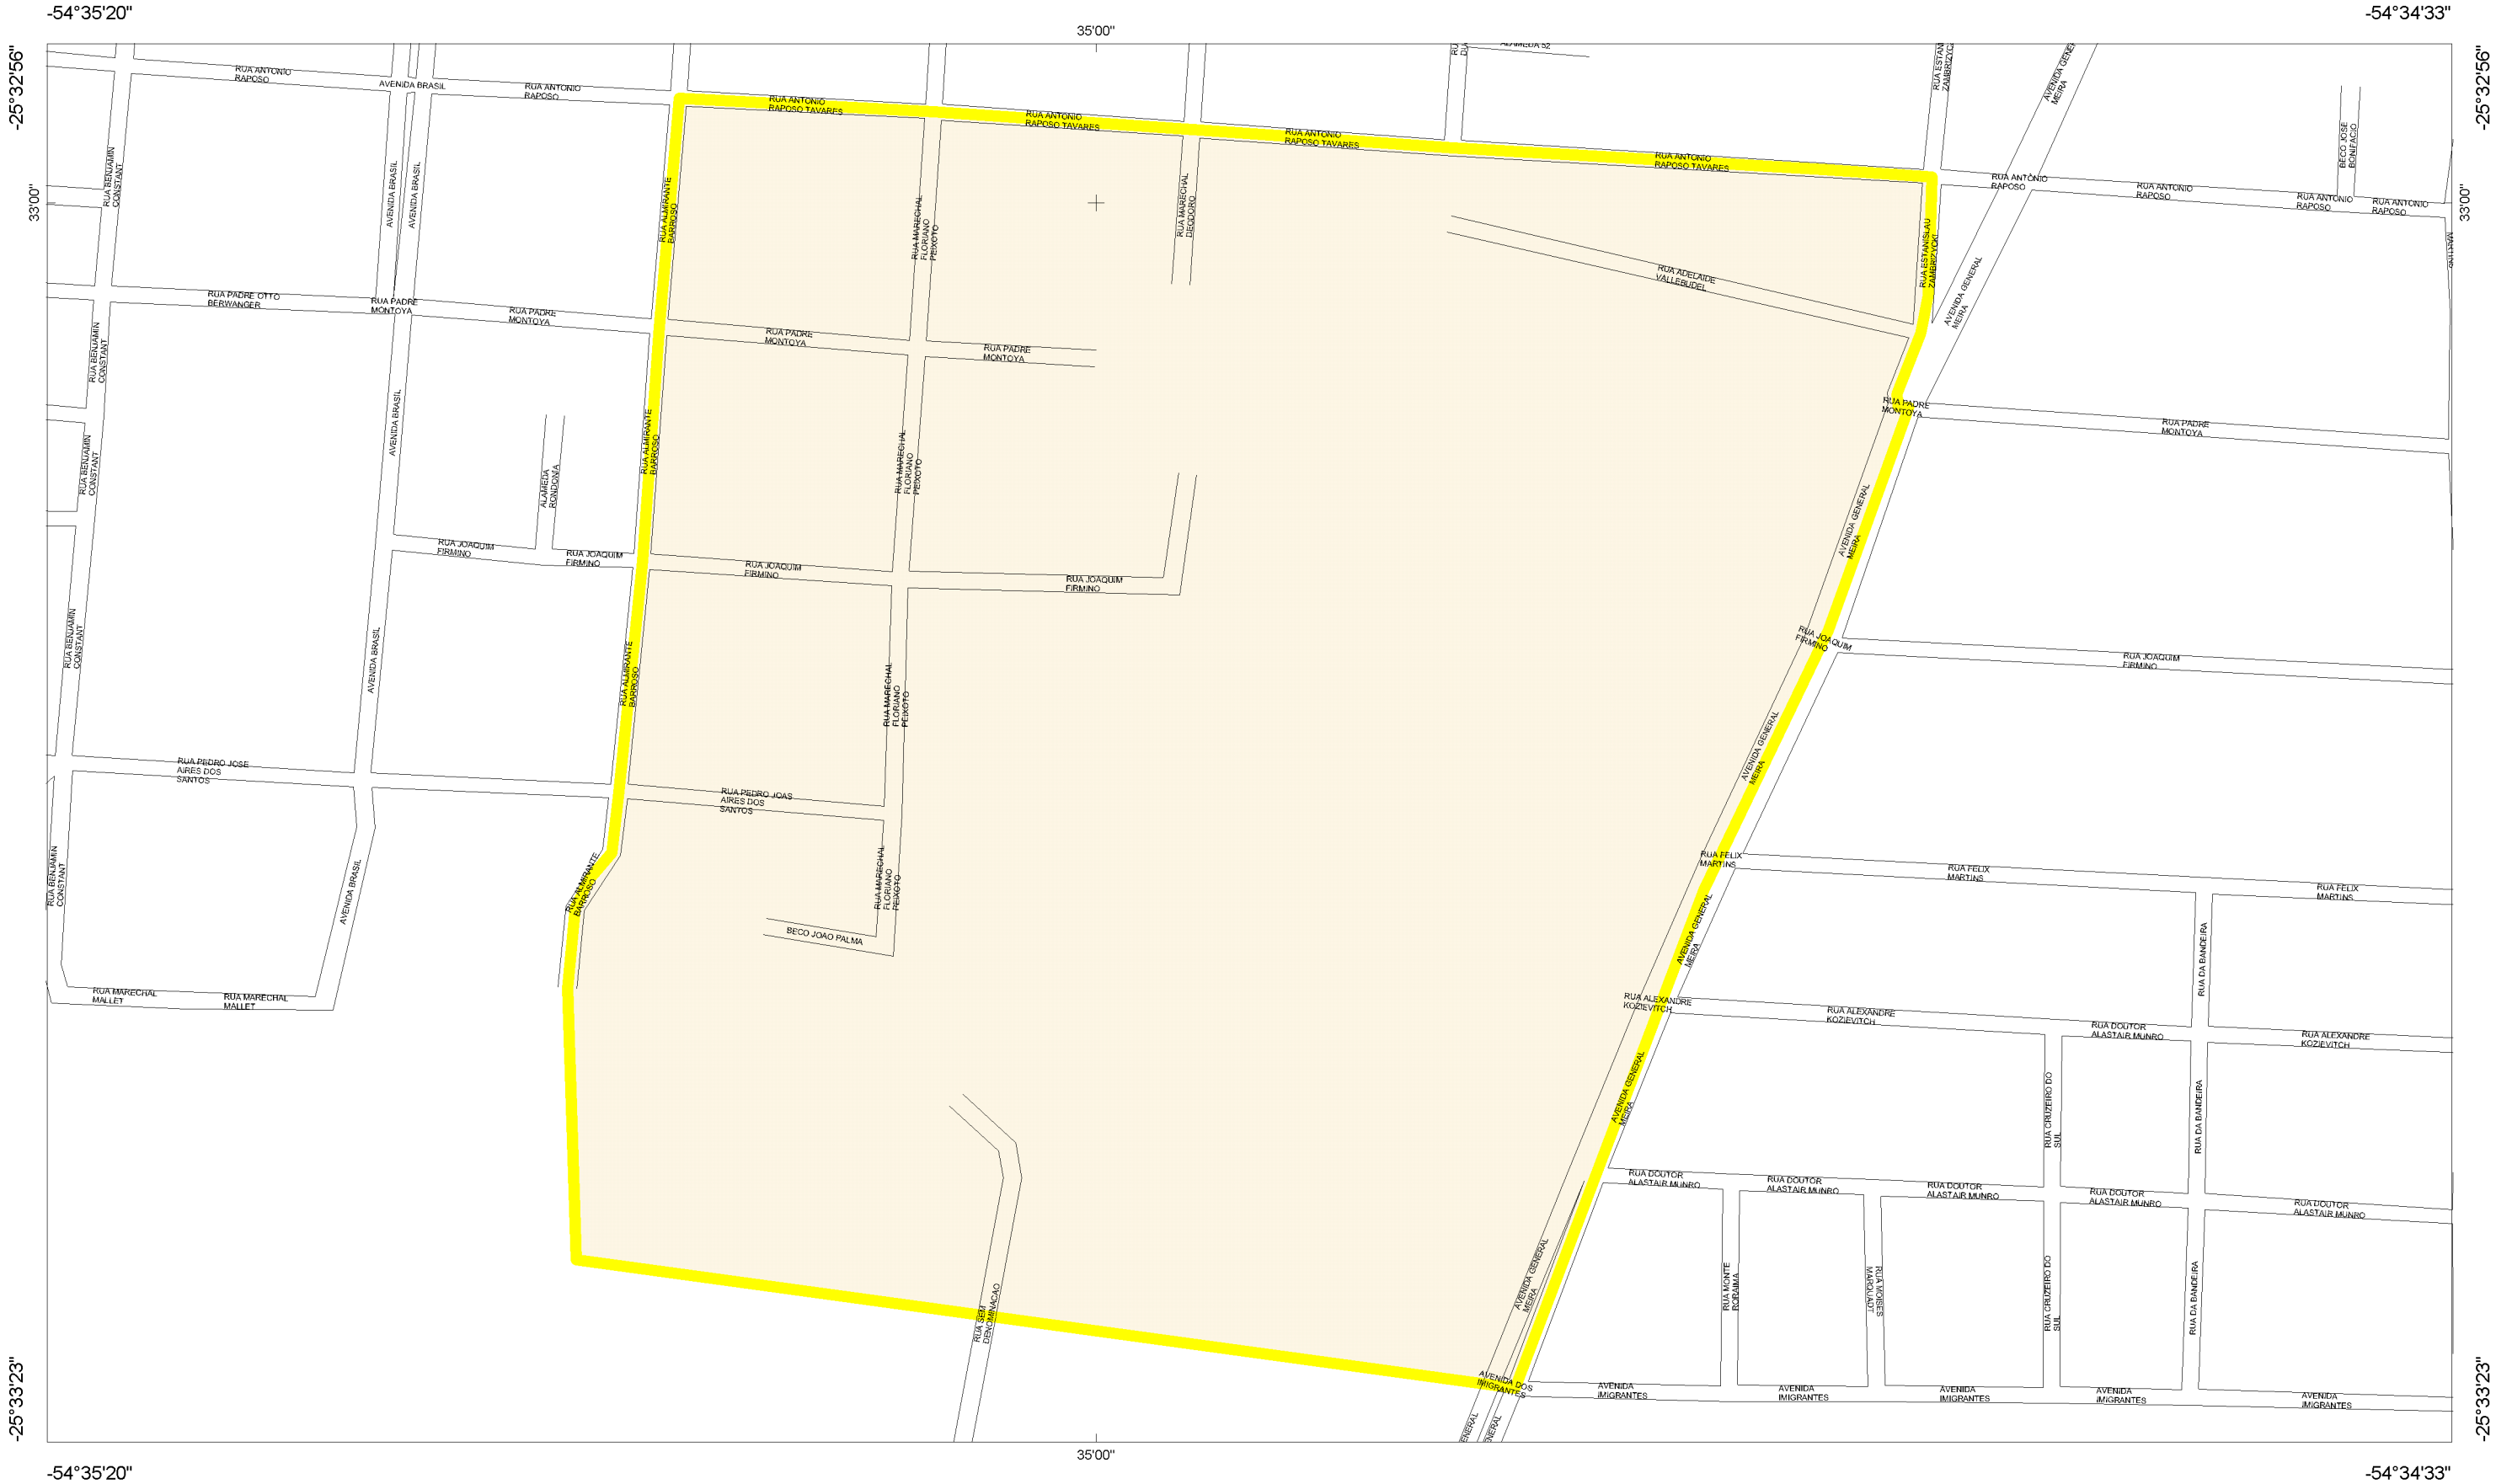 -54°35'20"
-54°34'33"
35'00"
-25°32'56"
-25°32'56"
33'00"
33'00"
ALAMEDA 52
RUA ANTONIO
RAPOSO
AVENIDA BRASIL
RUA ANTONIO
RAPOSO
RUA ANTONIO
RAPOSO TAVARES
RUA ANTONIO
RAPOSO TAVARES
RUA ANTONIO
RAPOSO TAVARES
RUA ANTONIO
RAPOSO TAVARES
RUA ANTONIO
RAPOSO
RUA ANTONIO
RAPOSO
RUA ANTONIO
RAPOSO
RUA ANTONIO
RAPOSO
RUA ESTAN
ZAMBRIZYC
AVENIDA GENE
MEIRA
BECO JOSE
BONIFACIO
RUA BENJAMIN
CONSTANT
AVENIDA BRASIL
AVENIDA BRASIL
RUA ALMIRANTE
BARROSO
RUA MARECHAL
FLORIANO
PEIXOTO
RUA MARECHAL
DEODORO
RUA ADELAIDE
VALLEBUDEL
RUA ESTANISLAU
ZAMBRIZYCKI
AVENIDA GENERAL
MEIRA
MARTINS
RUA PADRE OTTO
BERWANGER
RUA PADRE
MONTOYA
RUA PADRE
MONTOYA
RUA PADRE
MONTOYA
RUA PADRE
MONTOYA
RUA PADRE
MONTOYA
RUA PADRE
MONTOYA
RUA BENJAMIN
CONSTANT
RUA BENJAMIN
CONSTANT
AVENIDA BRASIL
ALAMEDA
RONDONIA
RUA ALMIRANTE
BARROSO
RUA MARECHAL
FLORIANO
PEIXOTO
AVENIDA GENERAL
MEIRA
RUA JOAQUIM
FIRMINO
RUA JOAQUIM
FIRMINO
RUA JOAQUIM
FIRMINO
RUA JOAQUIM
FIRMINO
RUA JOAQUIM
FIRMINO
RUA JOAQUIM
FIRMINO
RUA BENJAMIN
CONSTANT
AVENIDA BRASIL
RUA ALMIRANTE
BARROSO
RUA MARECHAL
FLORIANO
PEIXOTO
AVENIDA GENERAL
MEIRA
RUA PEDRO JOSE
AIRES DOS
SANTOS
RUA PEDRO JOAS
AIRES DOS
SANTOS
RUA FELIX
MARTINS
RUA FELIX
MARTINS
RUA FELIX
MARTINS
RUA BENJAMIN
CONSTANT
AVENIDA BRASIL
RUA ALMIRANTE
BARROSO
RUA MARECHAL
FLORIANO
PEIXOTO
BECO JOAO PALMA
AVENIDA GENERAL
MEIRA
RUA DA BANDEIRA
RUA MARECHAL
MALLET
RUA MARECHAL
MALLET
RUA ALEXANDRE
KOZIEVITCH
RUA ALEXANDRE
KOZIEVITCH
RUA DOUTOR
ALASTAIR MUNRO
RUA ALEXANDRE
KOZIEVITCH
AVENIDA GENERAL
MEIRA
RUA CRUZEIRO DO
SUL
RUA DA BANDEIRA
RUA DOUTOR
ALASTAIR MUNRO
RUA DOUTOR
ALASTAIR MUNRO
RUA DOUTOR
ALASTAIR MUNRO
RUA DOUTOR
ALASTAIR MUNRO
RUA DOUTOR
ALASTAIR MUNRO
RUA SEM
DENOMINACAO
AVENIDA GENERAL
MEIRA
RUA MONTE
RORAIMA
RUA MOISES
MARQUADT
RUA CRUZEIRO DO
SUL
RUA DA BANDEIRA
AVENIDA DOS
IMIGRANTES
AVENIDA
IMIGRANTES
AVENIDA
IMIGRANTES
AVENIDA
IMIGRANTES
AVENIDA
IMIGRANTES
AVENIDA
IMIGRANTES
ENERAL
NERAL
-25°33'23"
-25°33'23"
35'00"
-54°35'20"
-54°34'33"